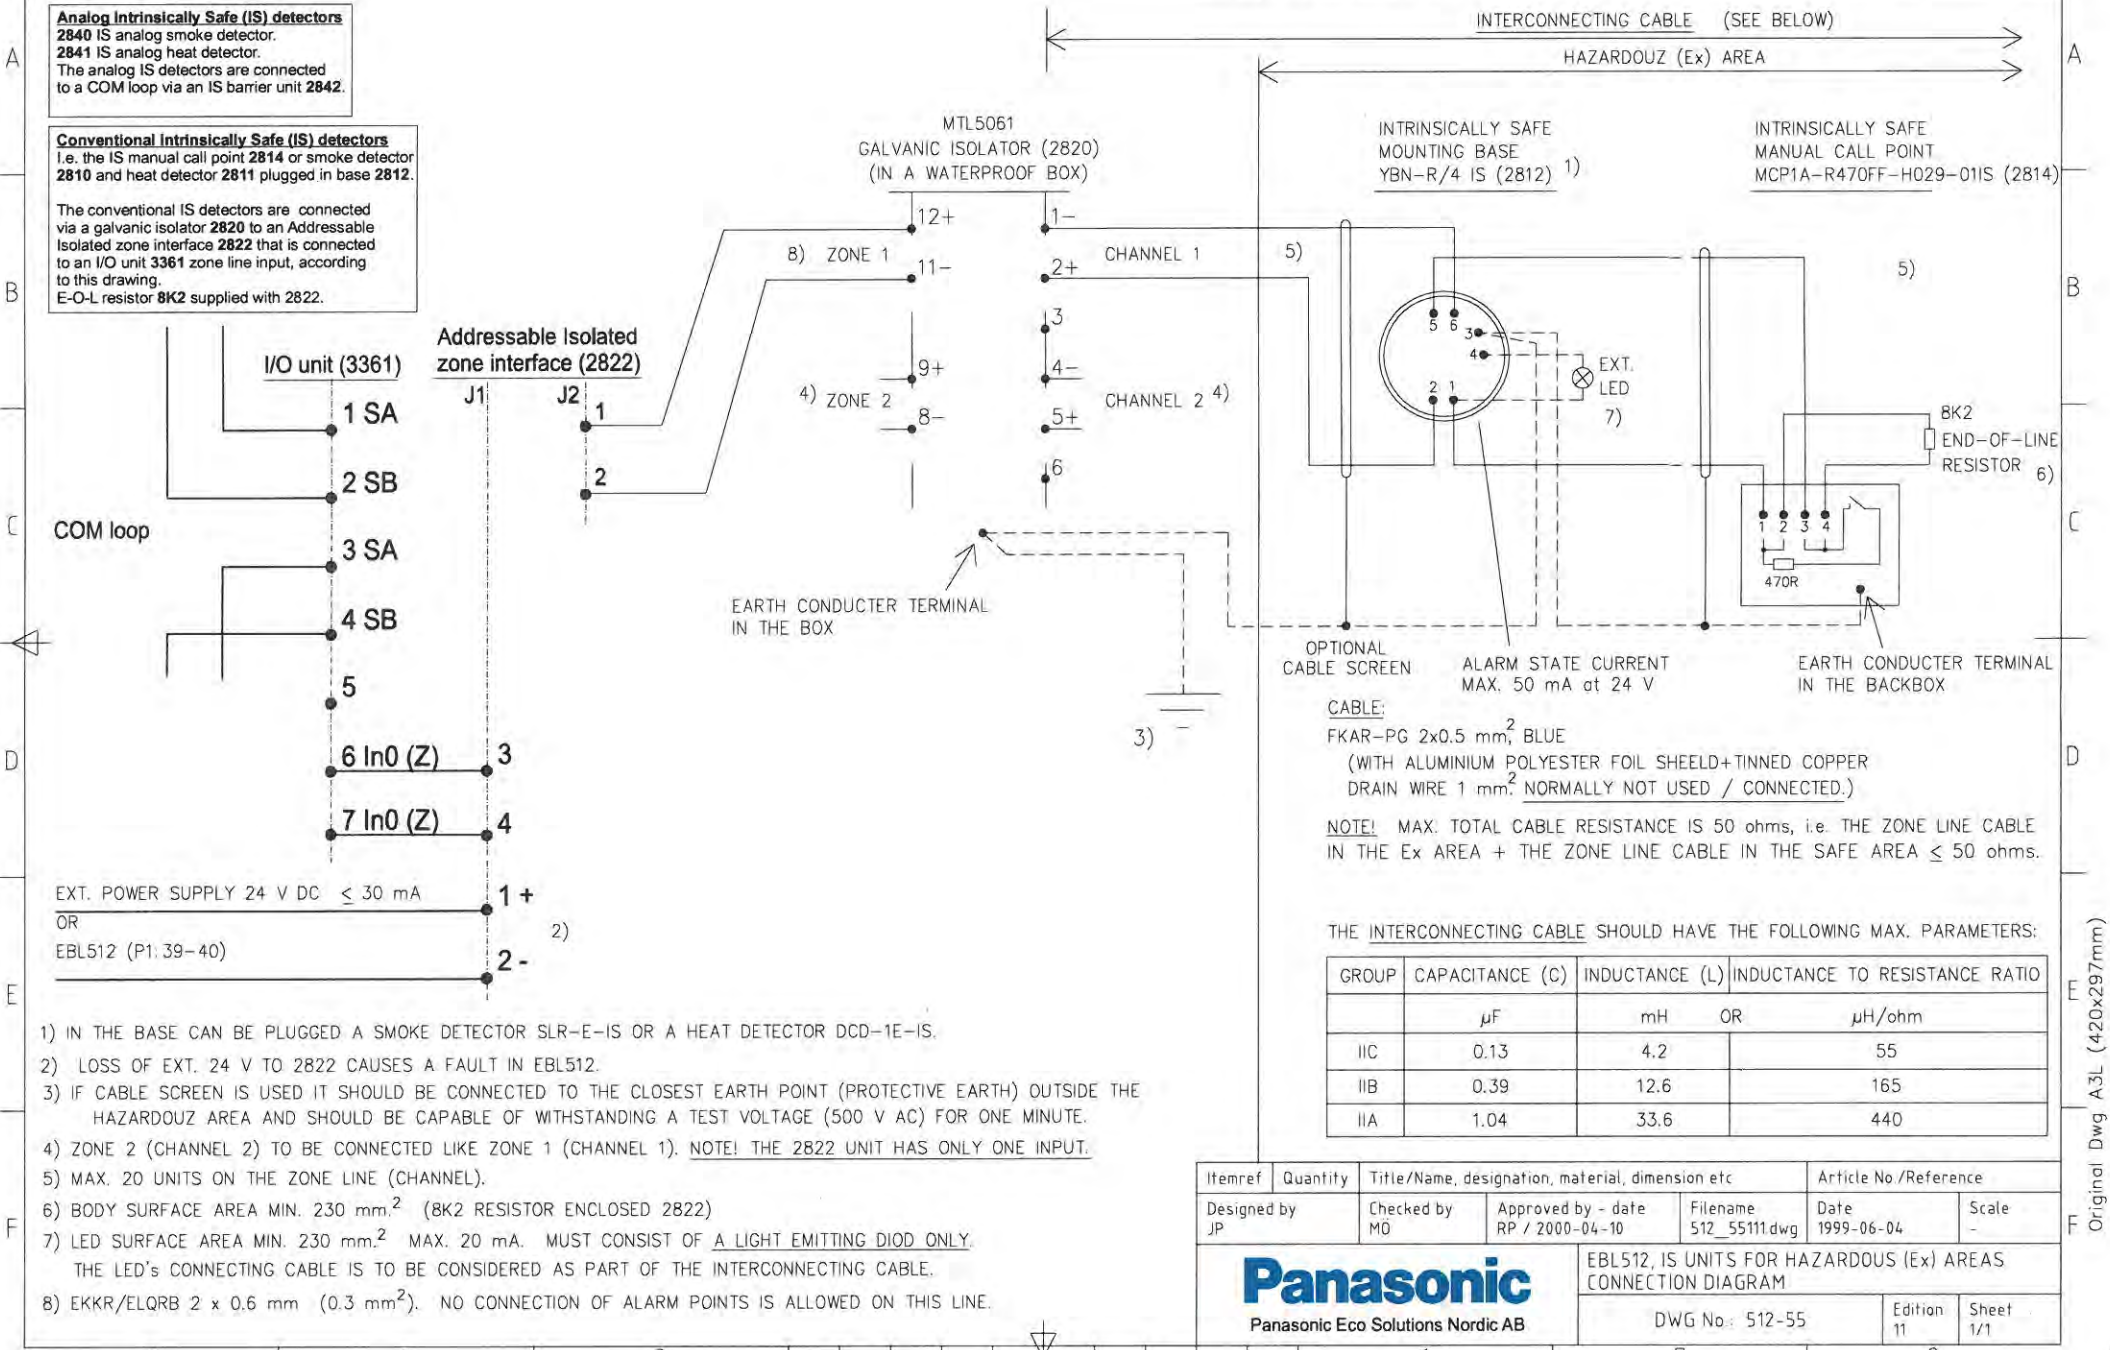 Analog Intrinsically Safe (IS) detectors
2840 IS analog smoke detector.
2841 IS analog heat detector.
The analog IS detectors are connected
to a COM loop via an IS barrier unit 2842.
Conventional Intrinsically Safe (IS) detectors
I.e. the IS manual call point 2814 or smoke detector
2810 and heat detector 2811 plugged in base 2812.
The conventional IS detectors are connected
via a galvanic isolator 2820 to an Addressable
Isolated zone interface 2822 that is connected
to an I/O unit 3361 zone line input, according
to this drawing.
E-O-L resistor 8K2 supplied with 2822.
INTERCONNECTING CABLE (SEE BELOW)
HAZARDOUZ (Ex) AREA
MTL5061
GALVANIC ISOLATOR (2820)
(IN A WATERPROOF BOX)
INTRINSICALLY SAFE
MOUNTING BASE
YBN-R/4 IS (2812) 1)
INTRINSICALLY SAFE
MANUAL CALL POINT
MCP1A-R470FF-H029-01IS (2814)
12+
1-
8) ZONE 1
11-
2+
CHANNEL 1
5)
5)
3
9+
4-
4) ZONE 2
CHANNEL 2 4)
8-
5+
6
5 6
3
4
2 1
EXT.
LED
7)
8K2
END-OF-LINE
RESISTOR 6)
1 2 3 4
470R
I/O unit (3361)
Addressable Isolated
zone interface (2822)
J1
J2
1 SA
1
2 SB
2
COM loop
3 SA
4 SB
5
6 In0 (Z)
3
7 In0 (Z)
4
EXT. POWER SUPPLY 24 V DC ≤ 30 mA
OR
EBL512 (P1:39-40)
1 +
2)
2 -
EARTH CONDUCTER TERMINAL
IN THE BOX
3)
OPTIONAL
CABLE SCREEN
ALARM STATE CURRENT
MAX. 50 mA at 24 V
EARTH CONDUCTER TERMINAL
IN THE BACKBOX
CABLE:
FKAR-PG 2x0.5 mm², BLUE
(WITH ALUMINIUM POLYESTER FOIL SHEELD+TINNED COPPER
DRAIN WIRE 1 mm². NORMALLY NOT USED / CONNECTED.)
NOTE! MAX. TOTAL CABLE RESISTANCE IS 50 ohms, i.e. THE ZONE LINE CABLE
IN THE Ex AREA + THE ZONE LINE CABLE IN THE SAFE AREA ≤ 50 ohms.
THE INTERCONNECTING CABLE SHOULD HAVE THE FOLLOWING MAX. PARAMETERS:
GROUP CAPACITANCE (C) INDUCTANCE (L) INDUCTANCE TO RESISTANCE RATIO
µF mH OR µH/ohm
IIC 0.13 4.2 55
IIB 0.39 12.6 165
IIA 1.04 33.6 440
1) IN THE BASE CAN BE PLUGGED A SMOKE DETECTOR SLR-E-IS OR A HEAT DETECTOR DCD-1E-IS.
2) LOSS OF EXT. 24 V TO 2822 CAUSES A FAULT IN EBL512.
3) IF CABLE SCREEN IS USED IT SHOULD BE CONNECTED TO THE CLOSEST EARTH POINT (PROTECTIVE EARTH) OUTSIDE THE
HAZARDOUZ AREA AND SHOULD BE CAPABLE OF WITHSTANDING A TEST VOLTAGE (500 V AC) FOR ONE MINUTE.
4) ZONE 2 (CHANNEL 2) TO BE CONNECTED LIKE ZONE 1 (CHANNEL 1). NOTE! THE 2822 UNIT HAS ONLY ONE INPUT.
5) MAX. 20 UNITS ON THE ZONE LINE (CHANNEL).
6) BODY SURFACE AREA MIN. 230 mm.² (8K2 RESISTOR ENCLOSED 2822)
7) LED SURFACE AREA MIN. 230 mm.² MAX. 20 mA. MUST CONSIST OF A LIGHT EMITTING DIOD ONLY.
THE LED's CONNECTING CABLE IS TO BE CONSIDERED AS PART OF THE INTERCONNECTING CABLE.
8) EKKR/ELQRB 2 x 0.6 mm (0.3 mm²). NO CONNECTION OF ALARM POINTS IS ALLOWED ON THIS LINE.
Itemref Quantity Title/Name, designation, material, dimension etc Article No./Reference
Designed by Checked by Approved by - date Filename Date Scale
JP MÖ RP / 2000-04-10 512_55111.dwg 1999-06-04 -
Panasonic
Panasonic Eco Solutions Nordic AB
EBL512, IS UNITS FOR HAZARDOUS (Ex) AREAS
CONNECTION DIAGRAM
DWG No : 512-55
Edition
11
Sheet
1/1
A
B
C
D
E
F
A
B
C
D
E
F
Original Dwg A3L (420x297mm)